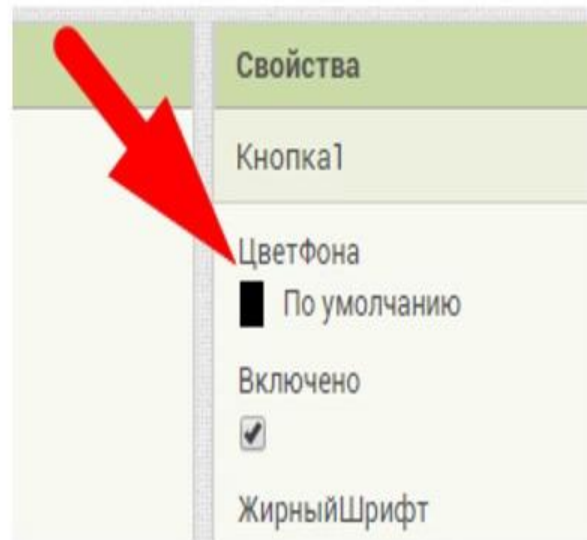 Свойства
Кнопка1
ЦветФона
По умолчанию
Включено
ЖирныйШрифт